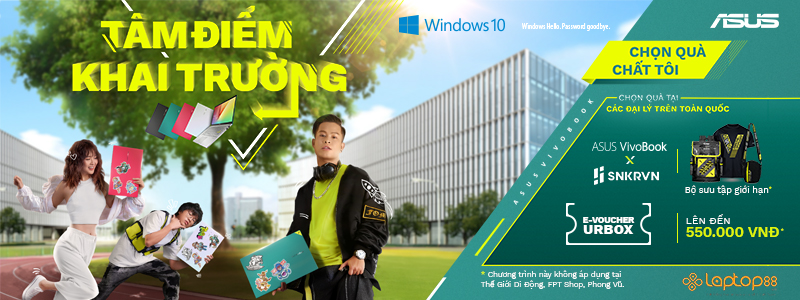 TÂM ĐIỂM
KHAI TRƯỜNG
Windows 10
Windows Hello. Password goodbye.
ASUS
CHỌN QUÀ
CHẤT TÔI
CHỌN QUÀ TẠI
CÁC ĐẠI LÝ TRÊN TOÀN QUỐC
ASUS VIVOBOOK
ASUS VivoBook
X
SNKRVN
Bộ sưu tập giới hạn*
E-VOUCHER
URBOX
LÊN ĐẾN
550.000 VNĐ*
* Chương trình này không áp dụng tại
Thế Giới Di Động, FPT Shop, Phong Vũ.
Laptop88